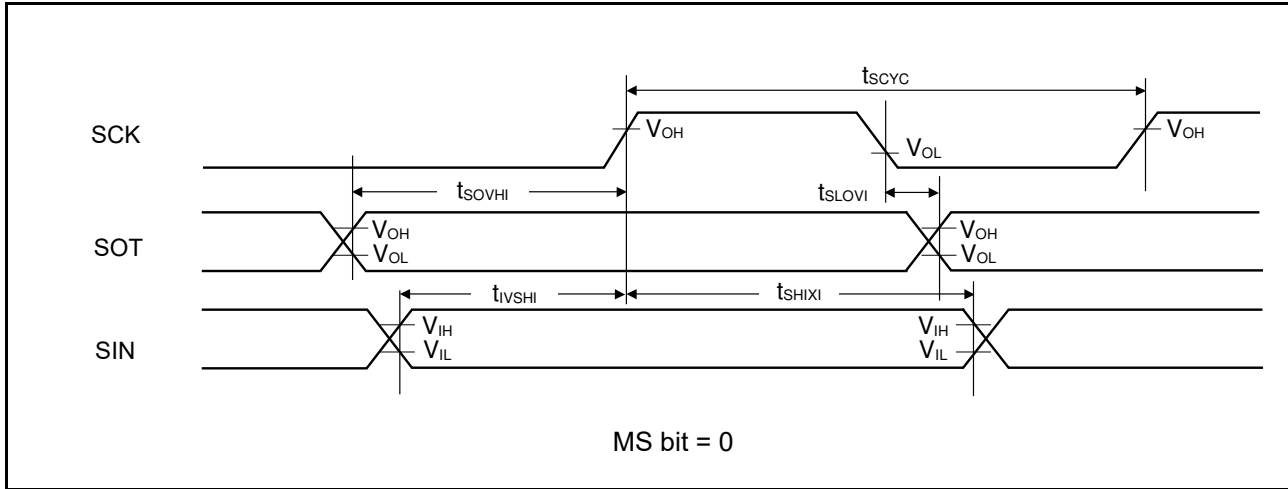 tSCYC
SCK
VOH
VOL
VOH
tSOVHI
tSLOVI
SOT
VOH
VOL
VOH
VOL
tIVSHI
tSHIXI
SIN
VIH
VIL
VIH
VIL
MS bit = 0